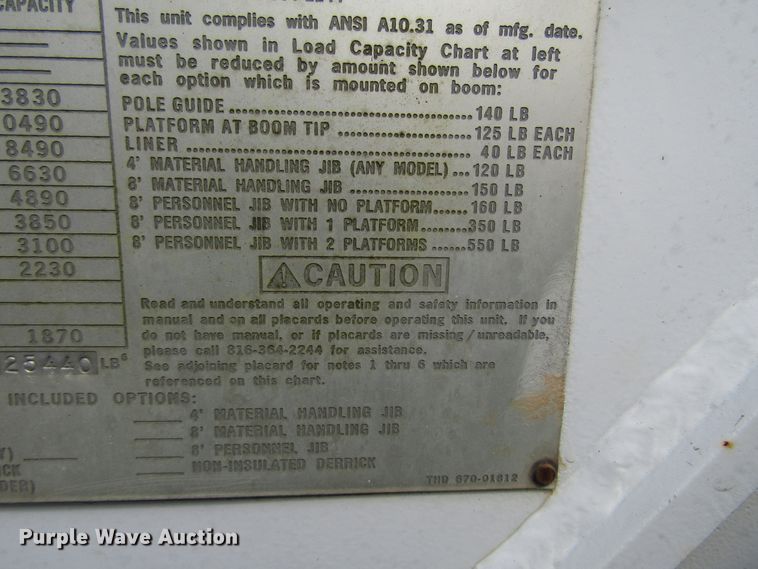 CAPACITY
This unit complies with ANSI A10.31 as of mfg. date.
Values shown in Load Capacity Chart at left
must be reduced by amount shown below for
each option which is mounted on boom:
POLE GUIDE..........140 LB
PLATFORM AT BOOM TIP..........125 LB EACH
LINER..........40 LB EACH
4' MATERIAL HANDLING JIB (ANY MODEL)...120 LB
8' MATERIAL HANDLING JIB..........150 LB
8' PERSONNEL JIB WITH NO PLATFORM......160 LB
8' PERSONNEL JIB WITH 1 PLATFORM........350 LB
8' PERSONNEL JIB WITH 2 PLATFORMS......550 LB
3830
0490
8490
6630
4890
3850
3100
2230
1870
25440 LB6
CAUTION
Read and understand all operating and safety information in
manual and on all placards before operating this unit. If you
do not have manual, or if placards are missing/unreadable,
please call 816-364-2244 for assistance.
See adjoining placard for notes 1 thru 6 which are
referenced on this chart.
INCLUDED OPTIONS:
4' MATERIAL HANDLING JIB
8' MATERIAL HANDLING JIB
8' PERSONNEL JIB
NON-INSULATED DERRICK
THD 670-01612
Purple Wave Auction